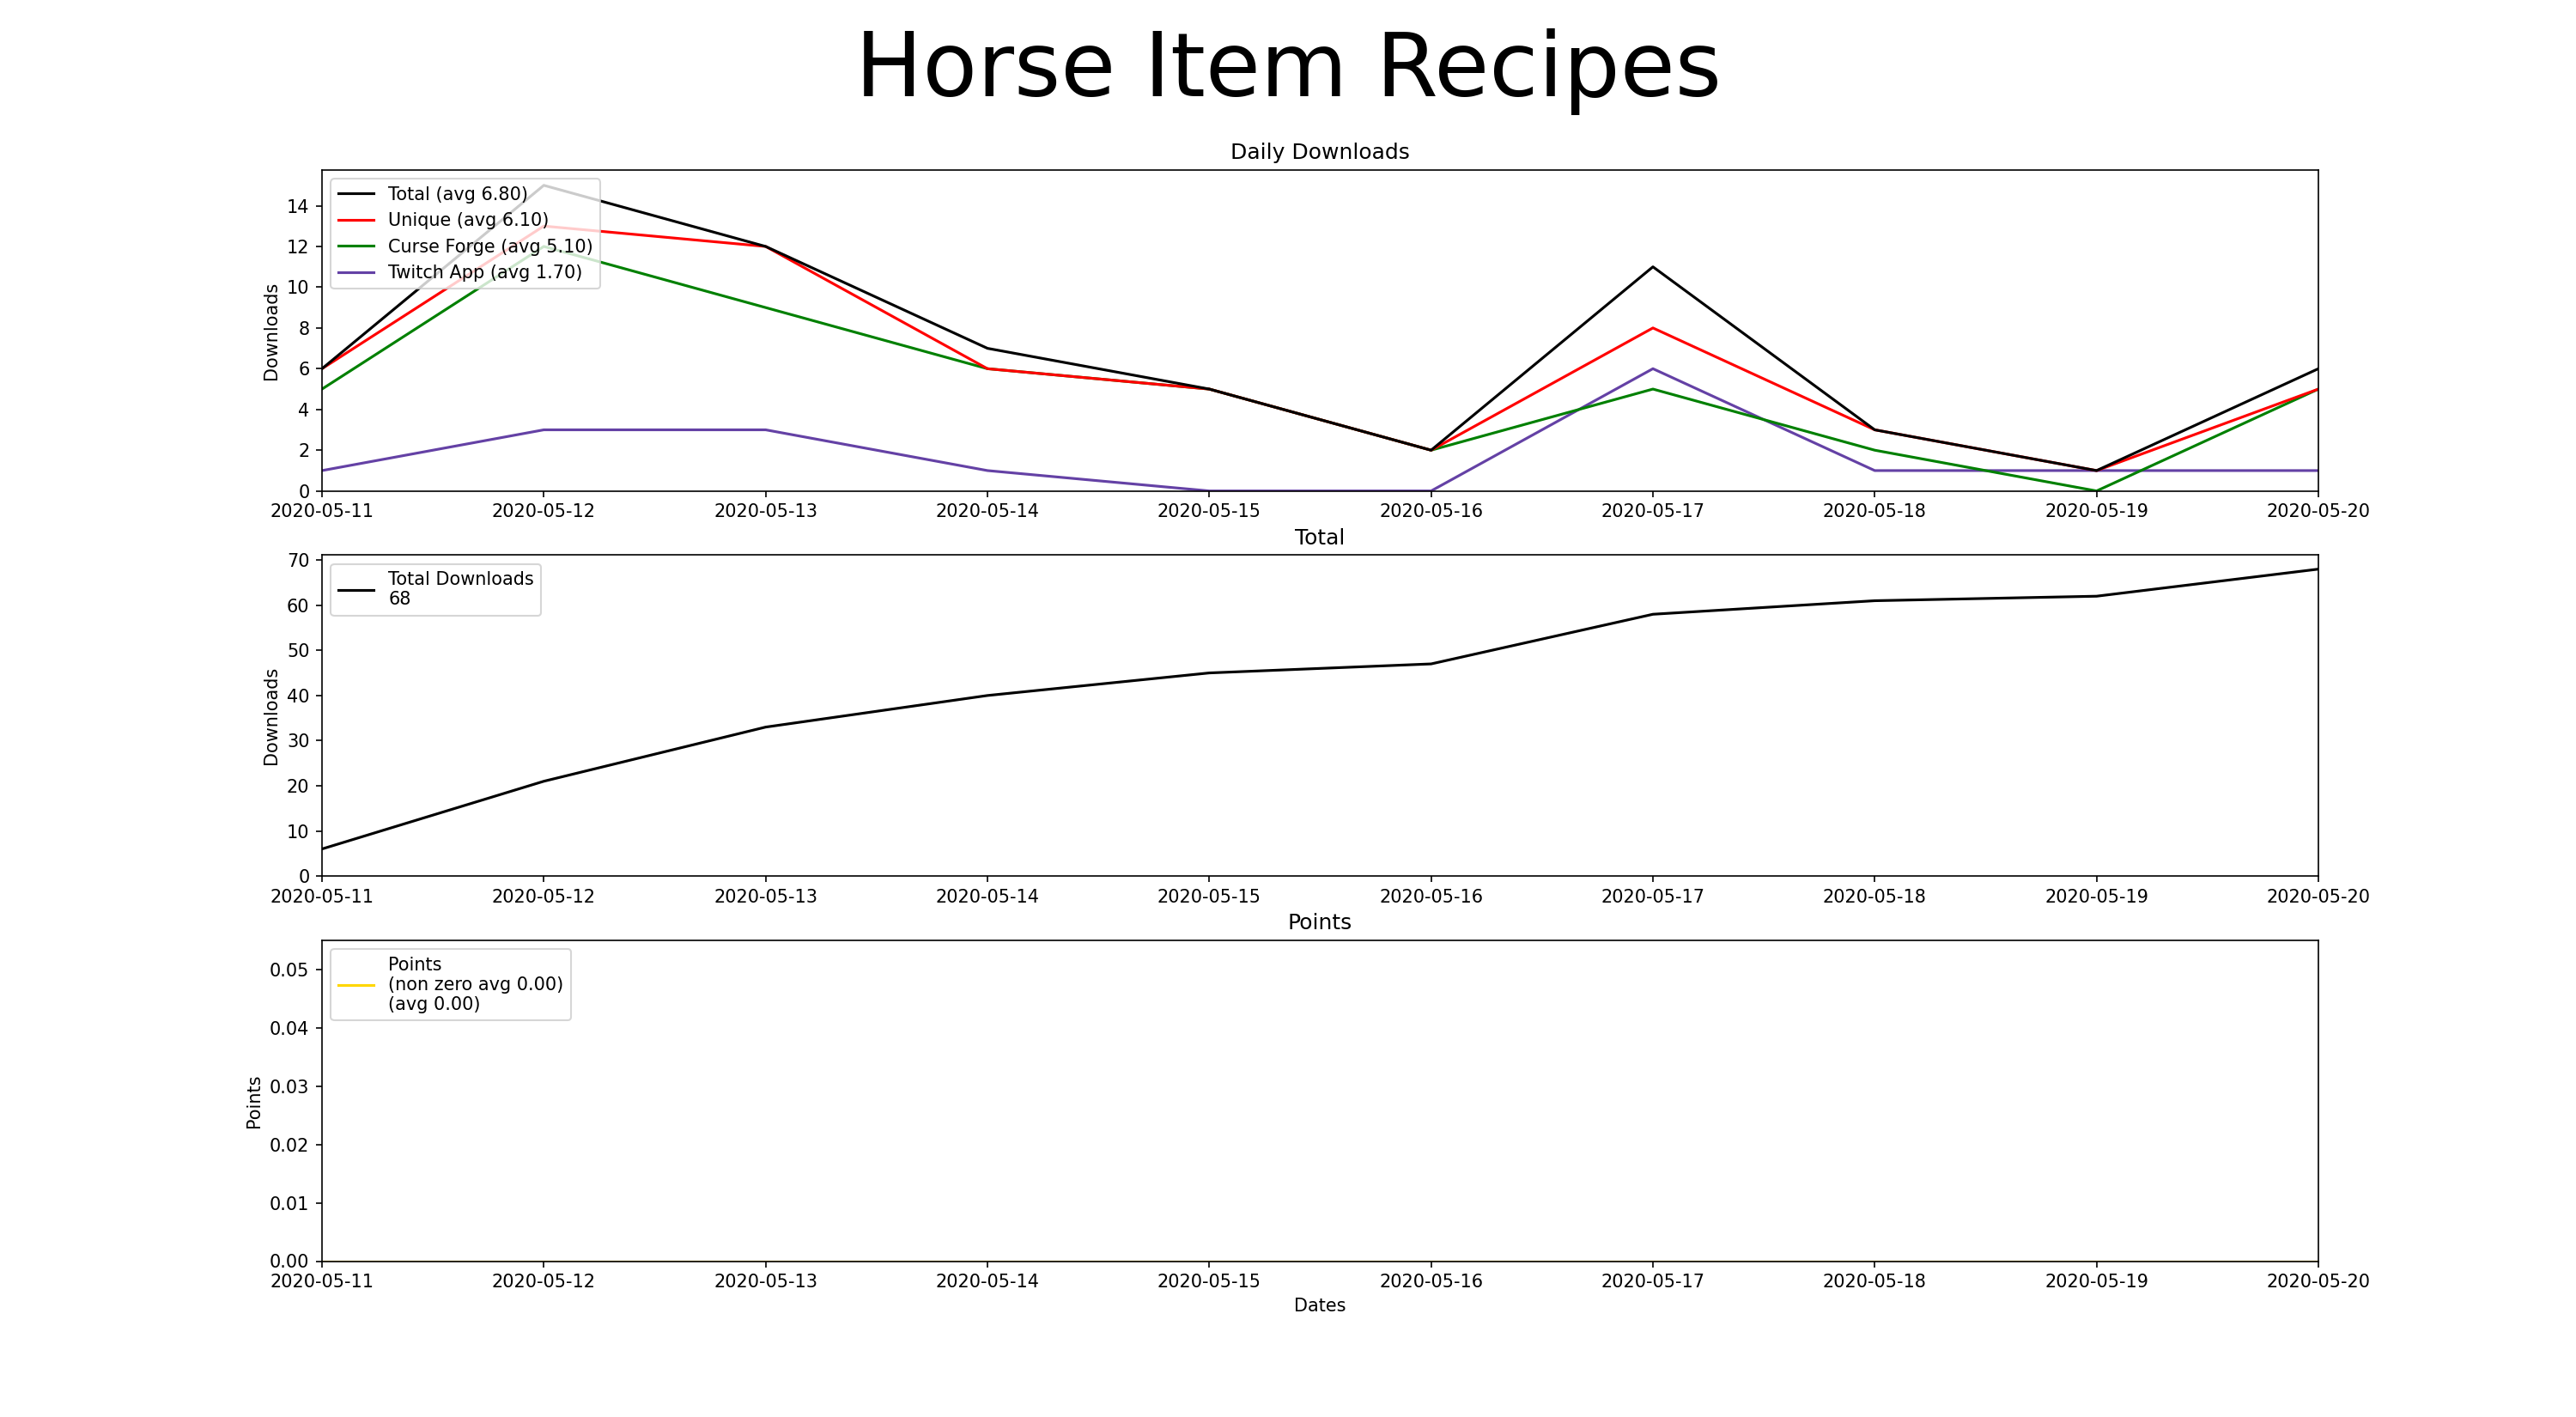 Horse Item Recipes
Daily Downloads
Total (avg 6.80)
Unique (avg 6.10)
Curse Forge (avg 5.10)
Twitch App (avg 1.70)
Downloads
14
12
10
8
6
4
2
0
2020-05-11 2020-05-12 2020-05-13 2020-05-14 2020-05-15 2020-05-16 2020-05-17 2020-05-18 2020-05-19 2020-05-20
Total
Total Downloads
68
Downloads
70
60
50
40
30
20
10
0
2020-05-11 2020-05-12 2020-05-13 2020-05-14 2020-05-15 2020-05-16 2020-05-17 2020-05-18 2020-05-19 2020-05-20
Points
Points
(non zero avg 0.00)
(avg 0.00)
Points
0.05
0.04
0.03
0.02
0.01
0.00
2020-05-11 2020-05-12 2020-05-13 2020-05-14 2020-05-15 2020-05-16 2020-05-17 2020-05-18 2020-05-19 2020-05-20
Dates